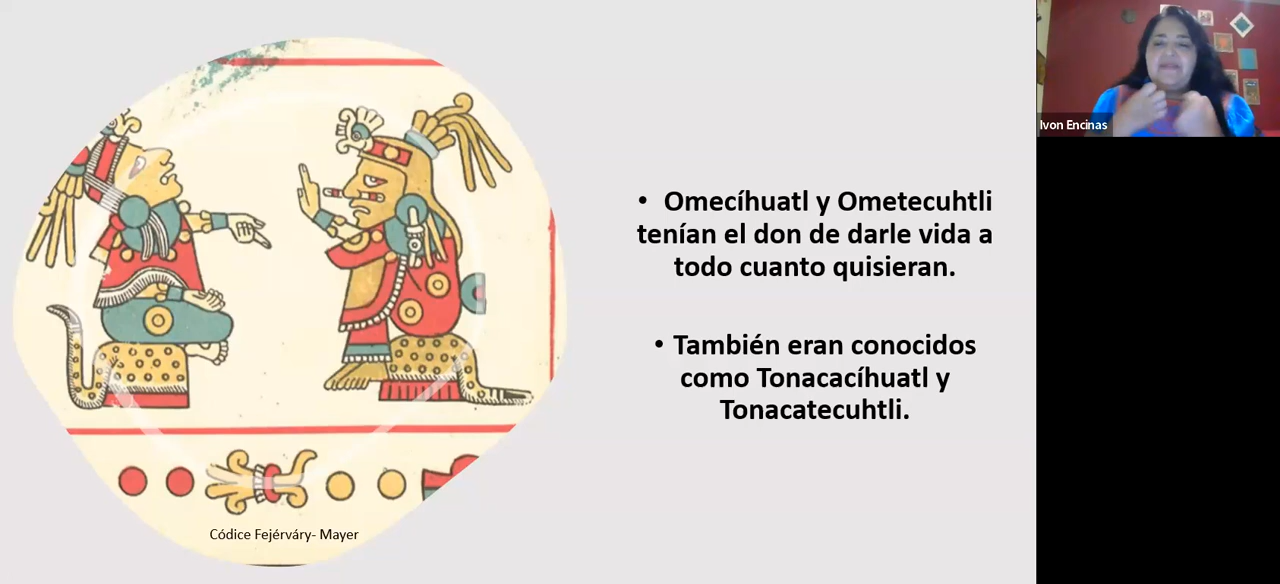 • Omecíhuatl y Ometecuhtli
tenían el don de darle vida a
todo cuanto quisieran.
• También eran conocidos
como Tonacacíhuatl y
Tonacatecuhtli.
Códice Fejérváry- Mayer
Ivon Encinas